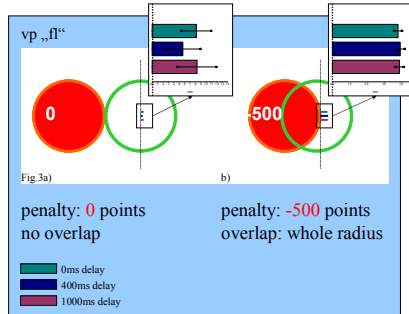 vp „fl“
0
-500
Fig.3a)
b)
penalty: 0 points
no overlap
penalty: -500 points
overlap: whole radius
0ms delay
400ms delay
1000ms delay